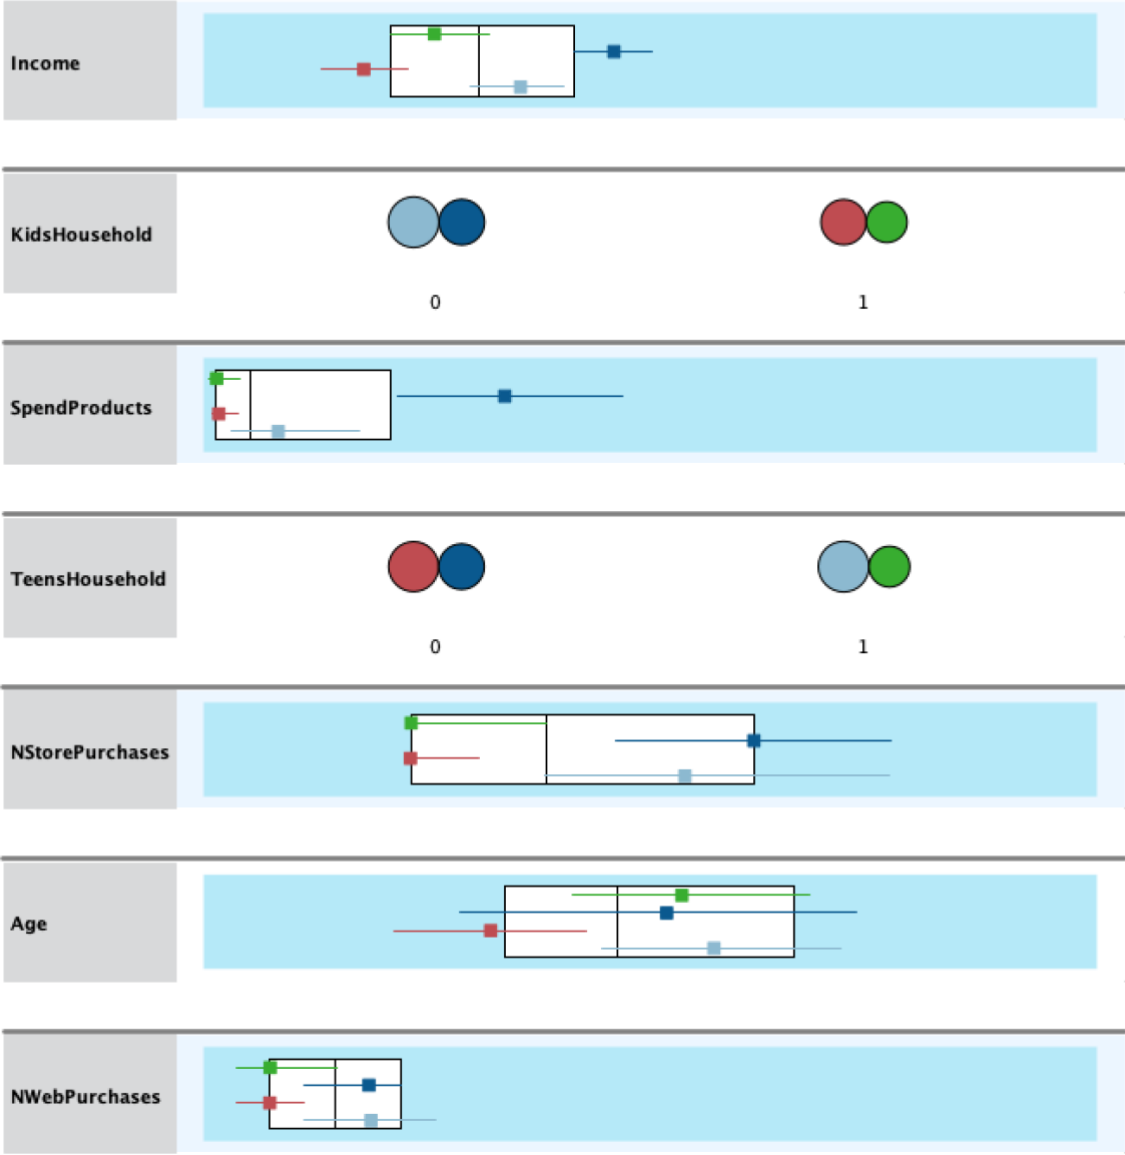 Income
KidsHousehold
0 1
SpendProducts
TeensHousehold
0 1
NStorePurchases
Age
NWebPurchases